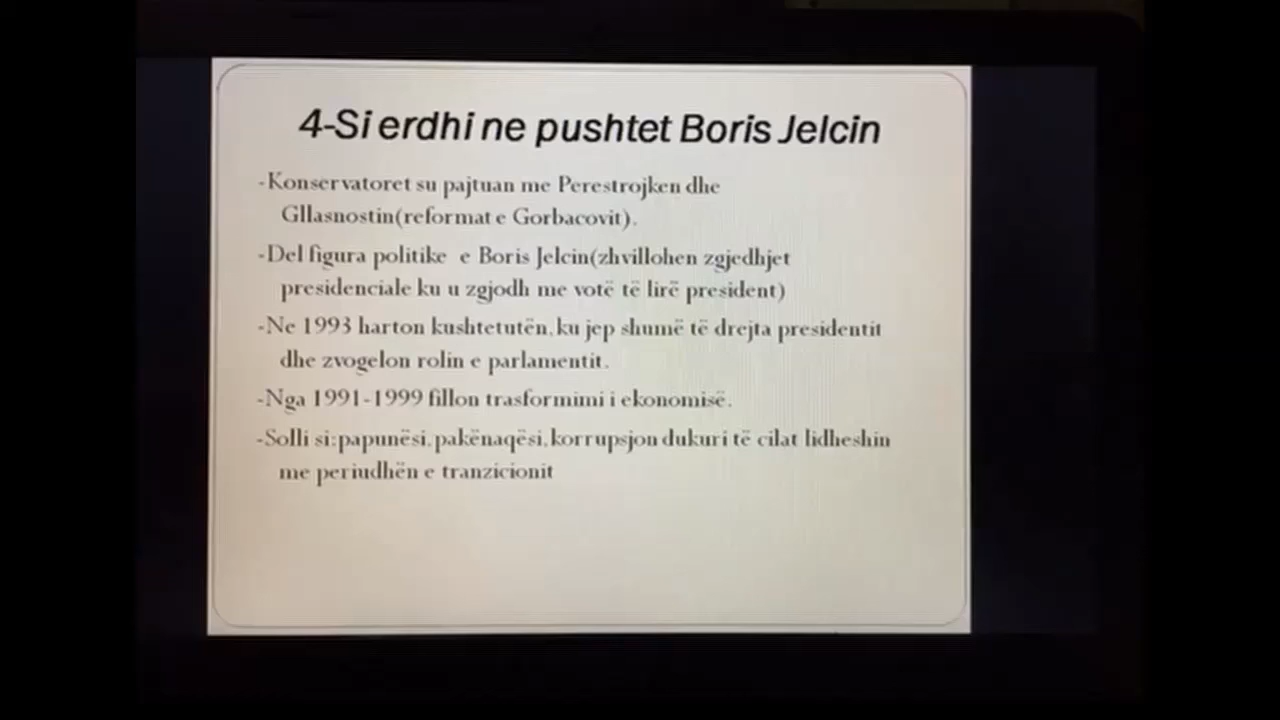 4-Si erdhi ne pushtet Boris Jelcin
-Konservatoret su pajtuan me Perestrojken dhe
Gllasnostin(reformat e Gorbacovit).
-Del figura politike e Boris Jelcin(zhvillohen zgjedhjet
presidenciale ku u zgjodh me votë të lirë president)
-Ne 1993 harton kushtetutën,ku jep shumë të drejta presidentit
dhe zvogelon rolin e parlamentit.
-Nga 1991-1999 fillon trasformimi i ekonomisë.
-Solli si:papunësi,pakënaqësi,korrupsjon dukuri të cilat lidheshin
me periudhën e tranzicionit